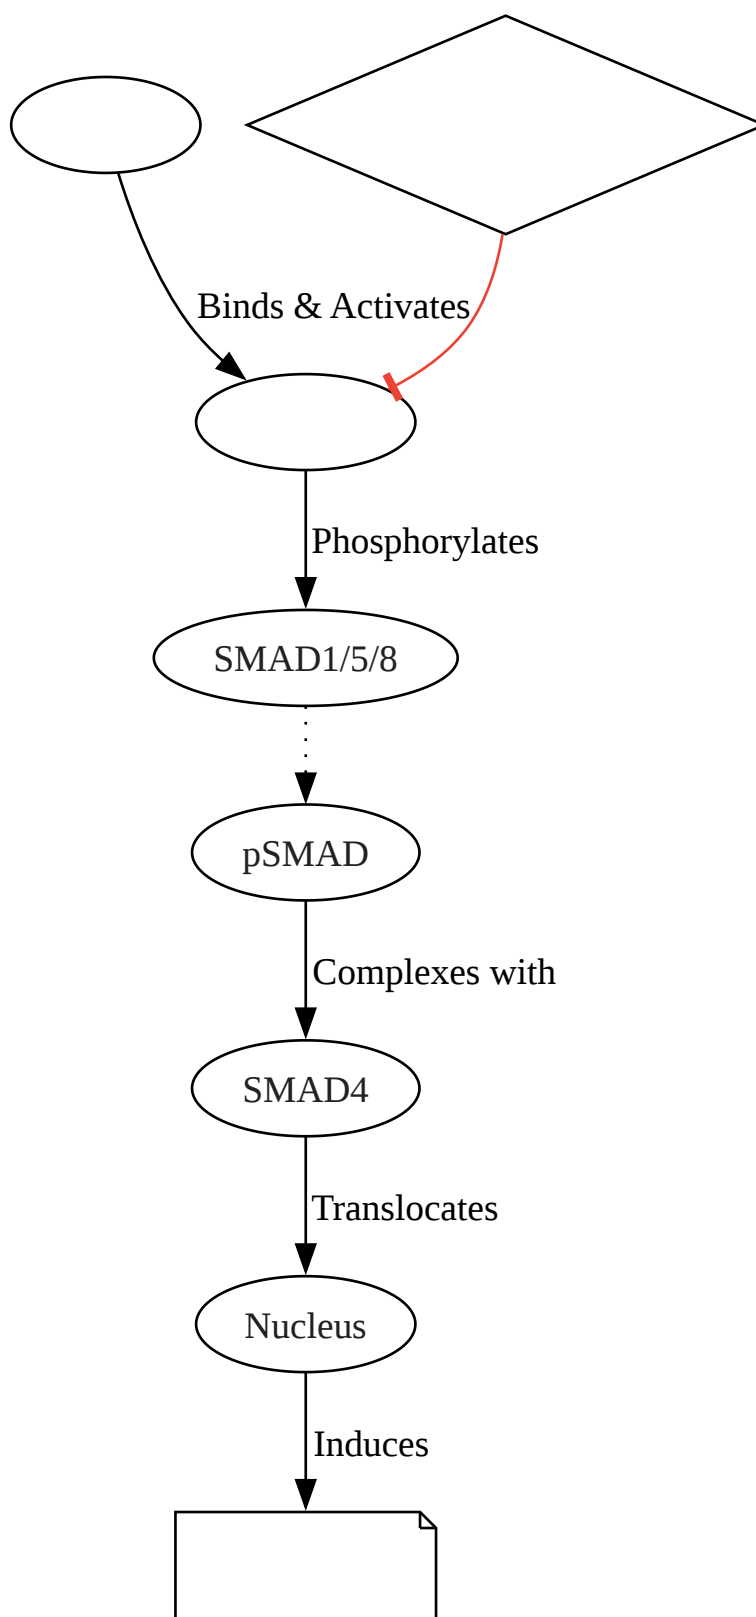 Binds & Activates
Phosphorylates
SMAD1/5/8
pSMAD
Complexes with
SMAD4
Translocates
Nucleus
Induces